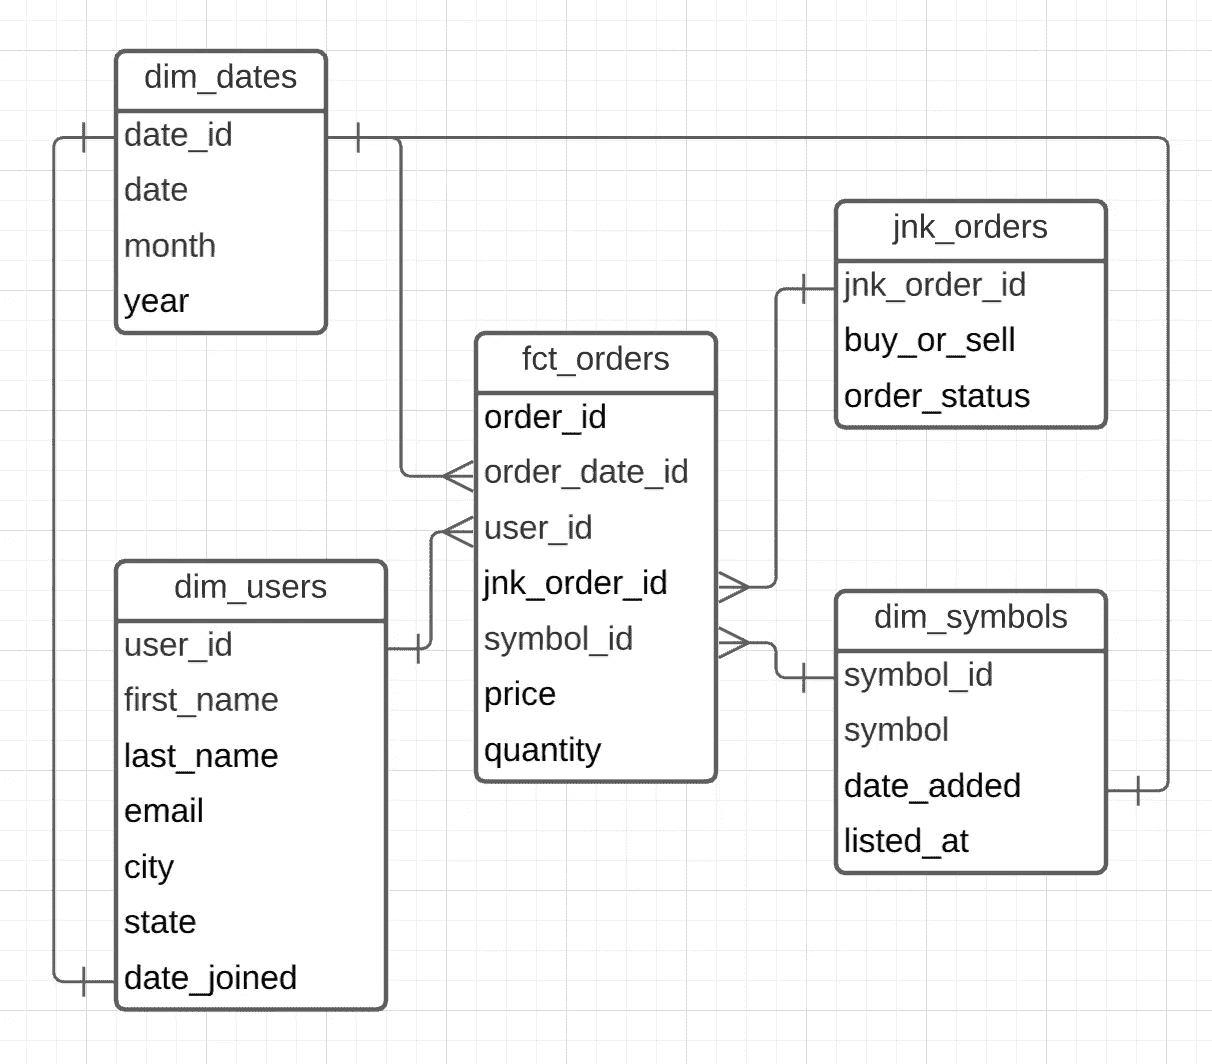 dim_dates
date_id
date
month
year
jnk_orders
jnk_order_id
buy_or_sell
order_status
fct_orders
order_id
order_date_id
user_id
jnk_order_id
symbol_id
price
quantity
dim_users
user_id
first_name
last_name
email
city
state
date_joined
dim_symbols
symbol_id
symbol
date_added
listed_at